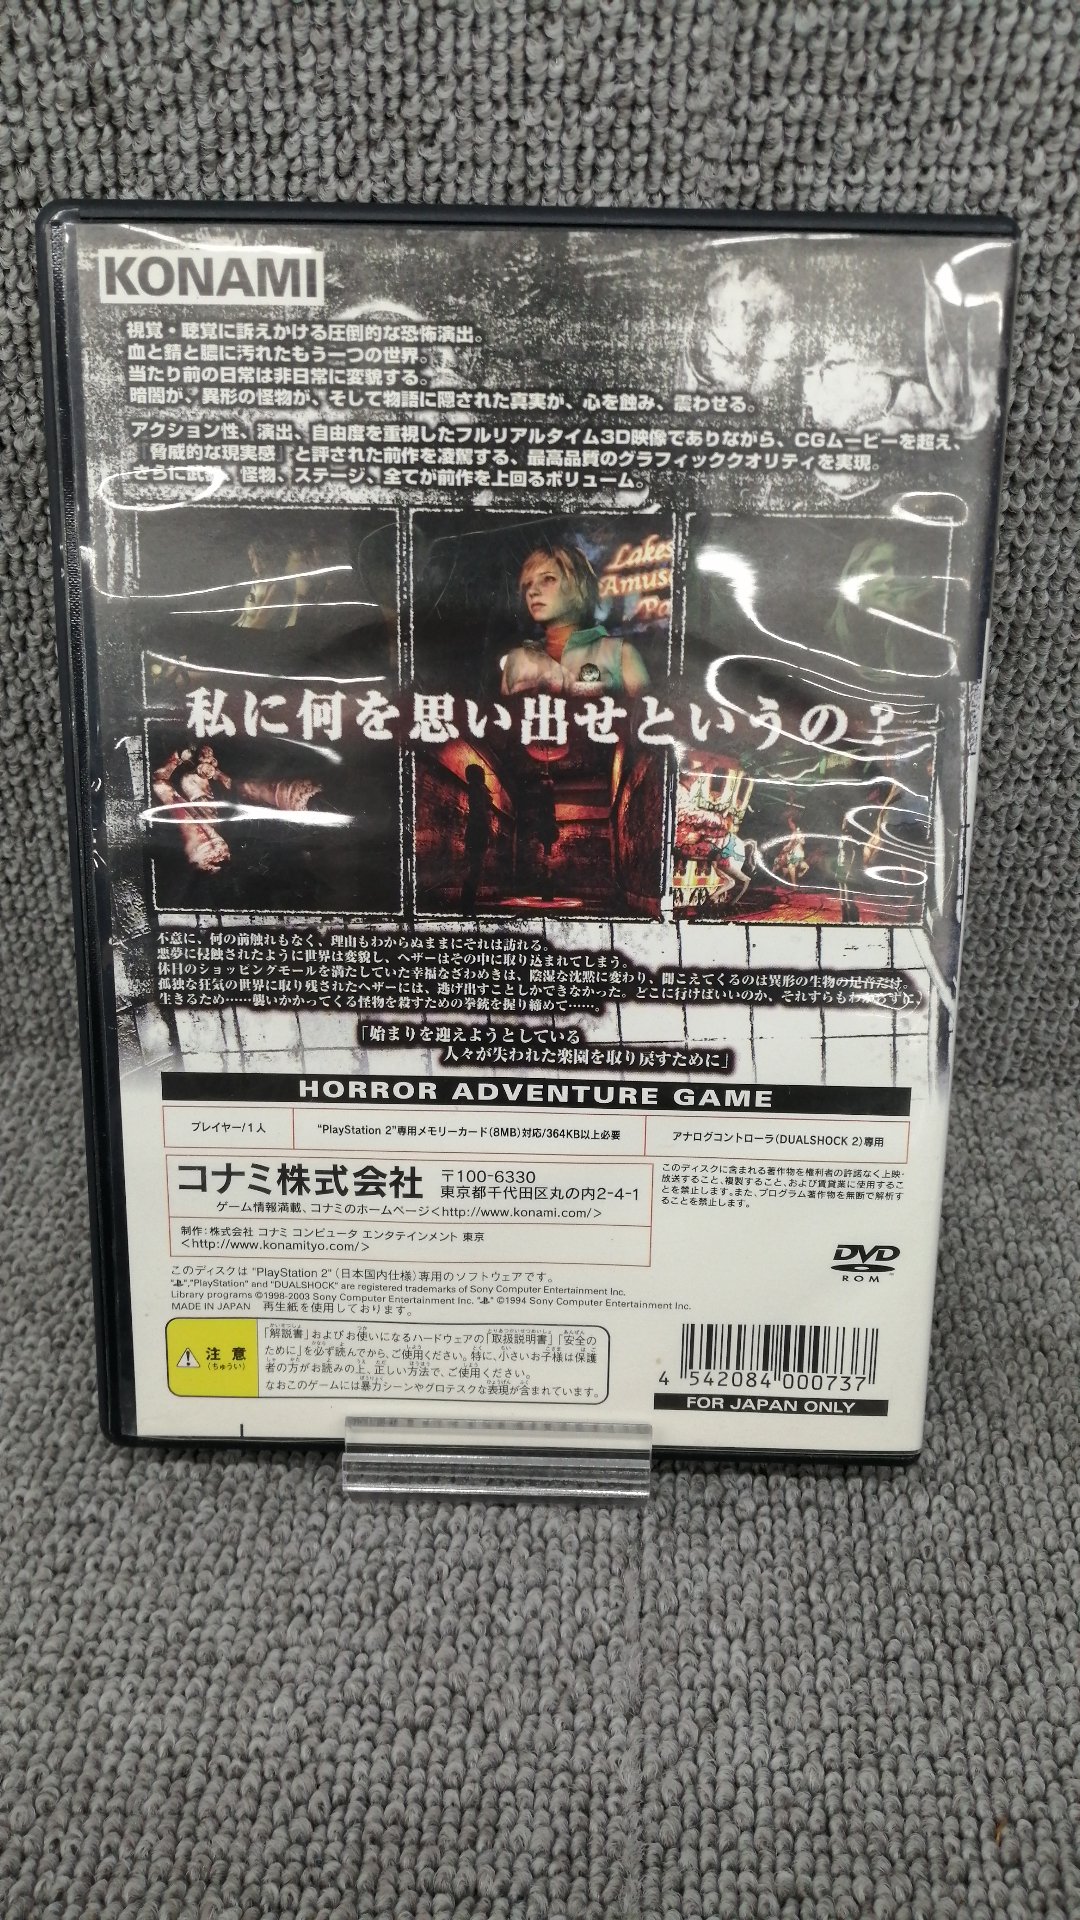 KONAMI
視覚・聴覚に訴えかける圧倒的な恐怖演出。
血と錆と膿に汚れたもう一つの世界。
当たり前の日常は非日常に変貌する。
暗闇が、異形の怪物が、そして物語に隠された真実が、心を蝕み、震わせる。
アクション性、演出、自由度を重視したフルリアルタイム3D映像でありながら、CGムービーを超え、
「脅威的な現実感」と評された前作を凌駕する、最高品質のグラフィッククオリティを実現。
さらに武器、怪物、ステージ、全てが前作を上回るボリューム。
Lakes
Amuse
Pa
私に何を思い出せというの?
不意に、何の前触れもなく、理由もわからぬままにそれは訪れる。
悪夢に侵蝕されたように世界は変貌し、ヘザーはその中に取り込まれてしまう。
休日のショッピングモールを満たしていた幸福なざわめきは、陰湿な沈黙に変わり、聞こえてくるのは異形の生物の足音だけ。
孤独な狂気の世界に取り残されたヘザーには、逃げ出すことしかできなかった。どこに行けばいいのか、それすらもわからずに、
生きるため……襲いかかってくる怪物を殺すための拳銃を握り締めて……。
「始まりを迎えようとしている
人々が失われた楽園を取り戻すために」
HORROR ADVENTURE GAME
プレイヤー/1人
"PlayStation 2"専用メモリーカード(8MB)対応/364KB以上必要
アナログコントローラ(DUALSHOCK 2)専用
コナミ株式会社
〒100-6330
東京都千代田区丸の内2-4-1
ゲーム情報満載、コナミのホームページ<http://www.konami.com/>
制作:株式会社 コナミ コンピュータ エンタテインメント 東京
<http://www.konamityo.com/>
このディスクに含まれる著作物を権利者の許諾なく上映・
放送すること、複製すること、および賃貸業に使用するこ
とを禁止します。また、プログラム著作物を無断で解析す
ることを禁止します。
DVD
ROM
このディスクは "PlayStation 2" (日本国内仕様)専用のソフトウェアです。
" ","PlayStation" and "DUALSHOCK" are registered trademarks of Sony Computer Entertainment Inc.
Library programs ©1998-2003 Sony Computer Entertainment Inc. " " ©1994 Sony Computer Entertainment Inc.
MADE IN JAPAN 再生紙を使用しております。
注意
(ちゅうい)
「解説書」およびお使いになるハードウェアの「取扱説明書」「安全の
ために」を必ず読んでから、ご使用ください。特に、小さいお子様は保護
者の方がお読みの上、正しい方法で、ご使用ください。
なおこのゲームには暴力シーンやグロテスクな表現が含まれています。
4 542084 000737
FOR JAPAN ONLY